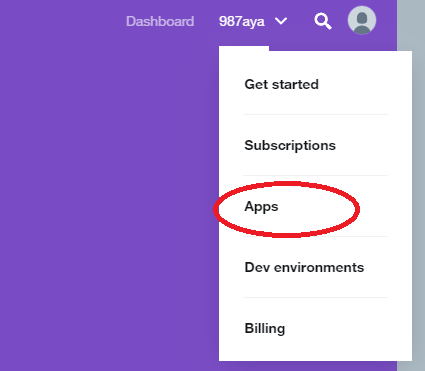 Dashboard 987aya
Get started
Subscriptions
Apps
Dev environments
Billing